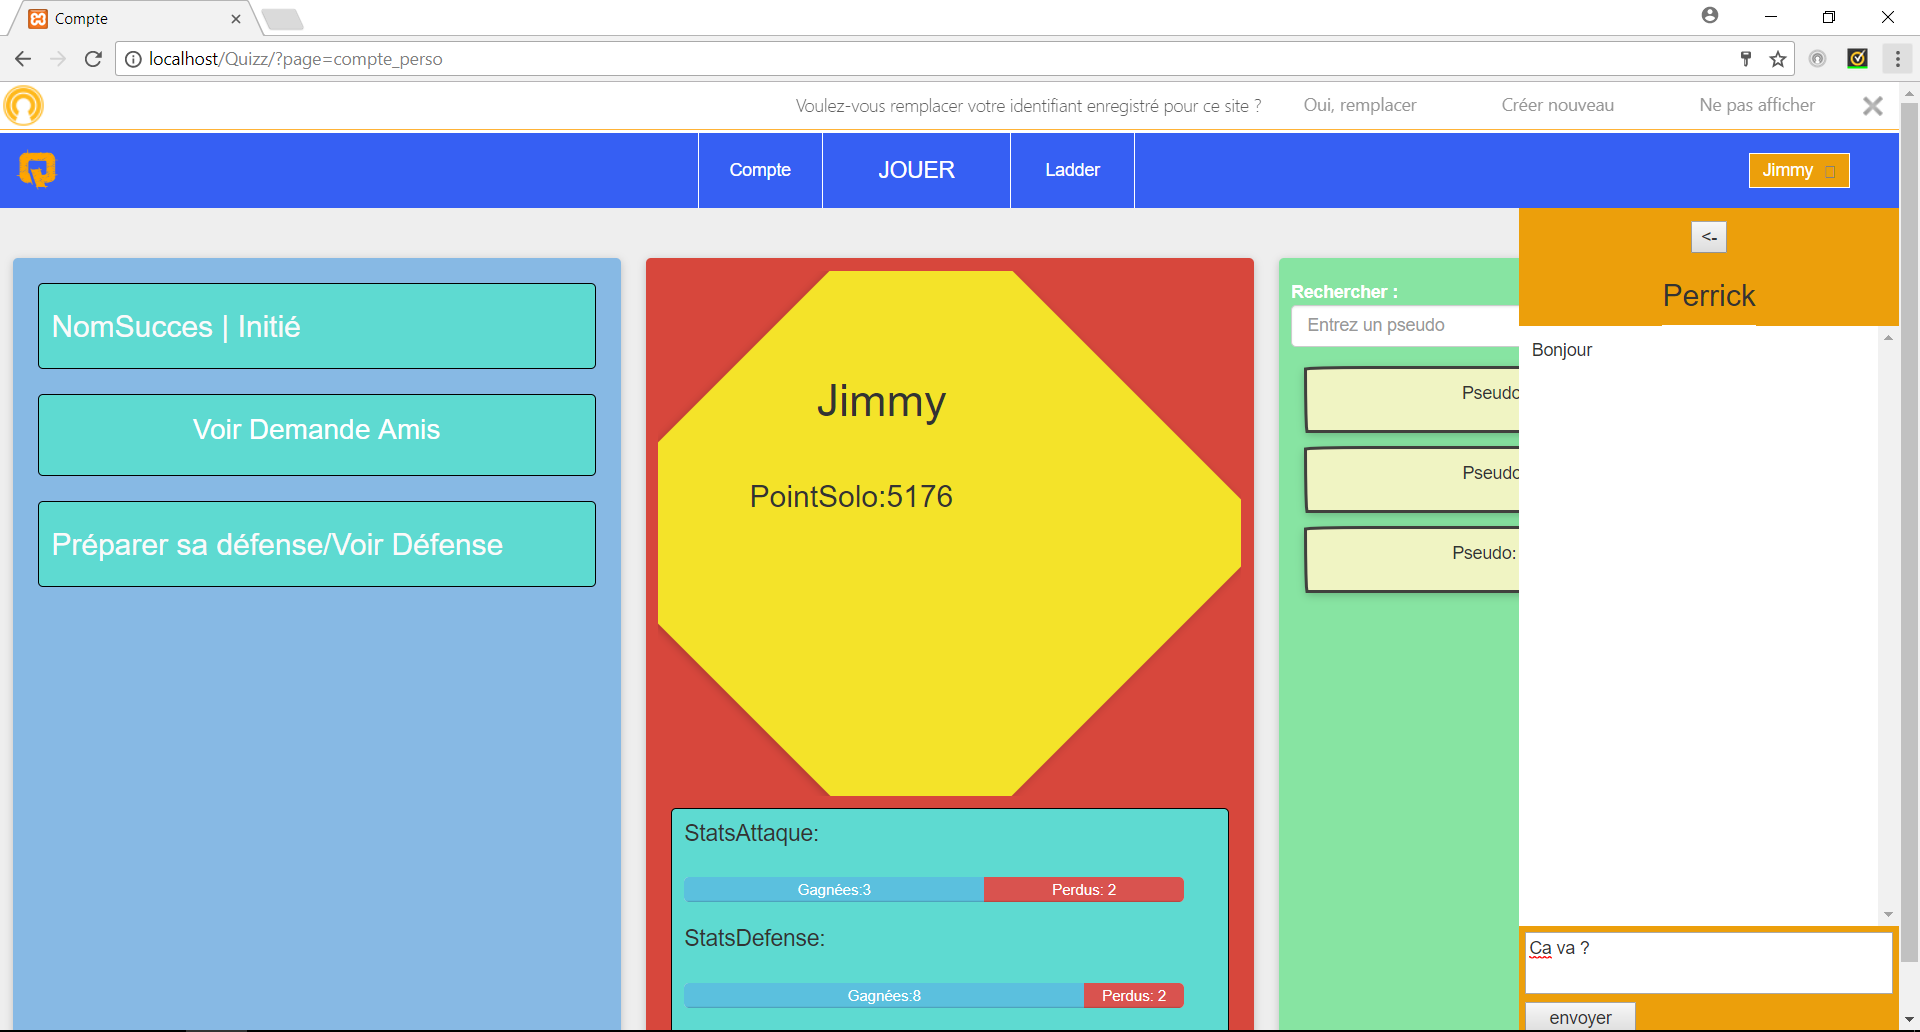 Compte
localhost/Quizz/?page=compte_perso
Voulez-vous remplacer votre identifiant enregistré pour ce site ? Oui, remplacer Créer nouveau Ne pas afficher
Compte JOUER Ladder Jimmy
NomSucces | Initié
Voir Demande Amis
Préparer sa défense/Voir Défense
Jimmy
PointSolo:5176
StatsAttaque:
Gagnées:3 Perdus: 2
StatsDefense:
Gagnées:8 Perdus: 2
Rechercher :
Entrez un pseudo
Pseudo
Pseudo
Pseudo:
<-
Perrick
Bonjour
Ca va ?
envoyer